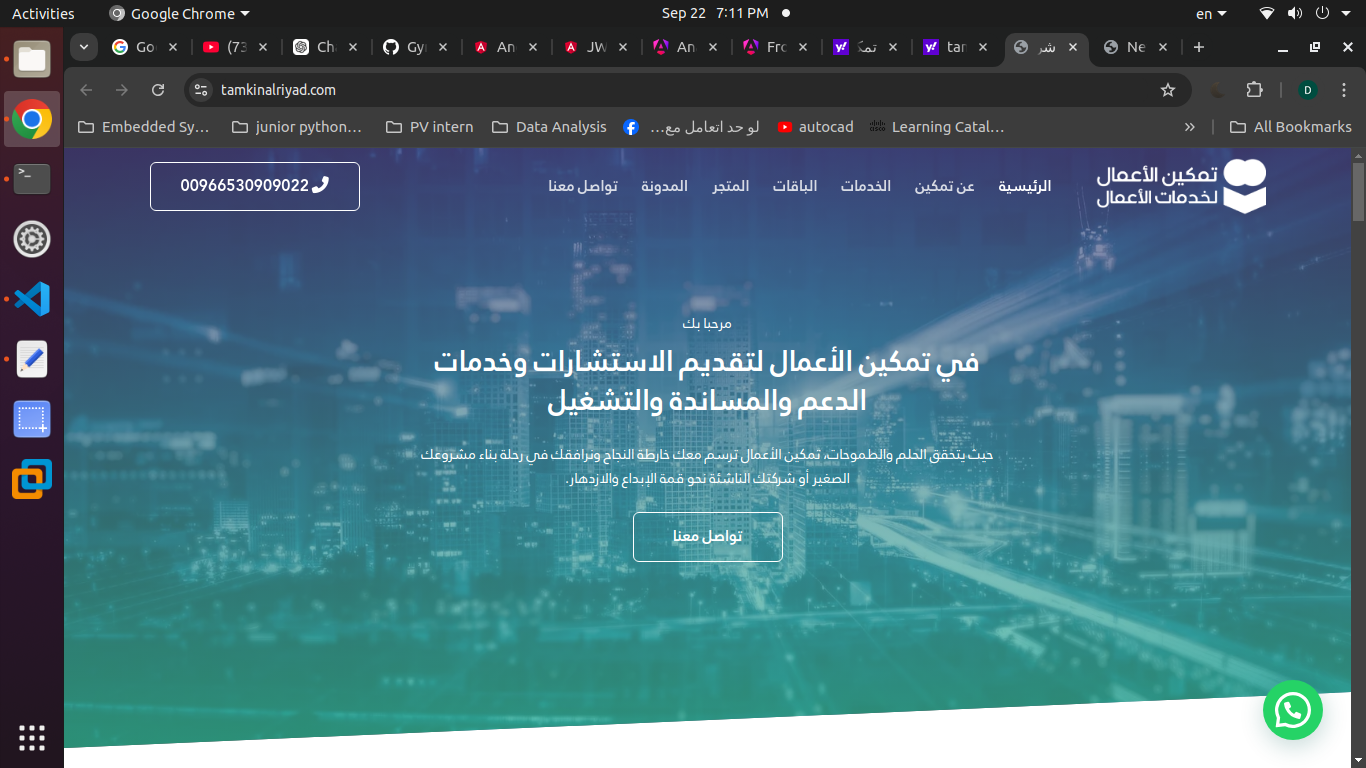 Activities
Google Chrome
Sep 22 7:11 PM
en
Go
(73
Ch
Gyn
An
JW
An
Fro
تمك
tan
شر
Ne
tamkinalriyad.com
D
Embedded Sy...
junior python...
PV intern
Data Analysis
لو حد اتعامل مع...
autocad
Learning Catal...
All Bookmarks
تمكين الأعمال
لخدمات الأعمال
الرئيسية
عن تمكين
الخدمات
الباقات
المتجر
المدونة
تواصل معنا
00966530909022
مرحبا بك
في تمكين الأعمال لتقديم الاستشارات وخدمات
الدعم والمساندة والتشغيل
حيث يتحقق الحلم والطموحات، تمكين الأعمال ترسم معك خارطة النجاح ونرافقك في رحلة بناء مشروعك
الصغير أو شركتك الناشئة نحو قمة الإبداع والازدهار.
تواصل معنا